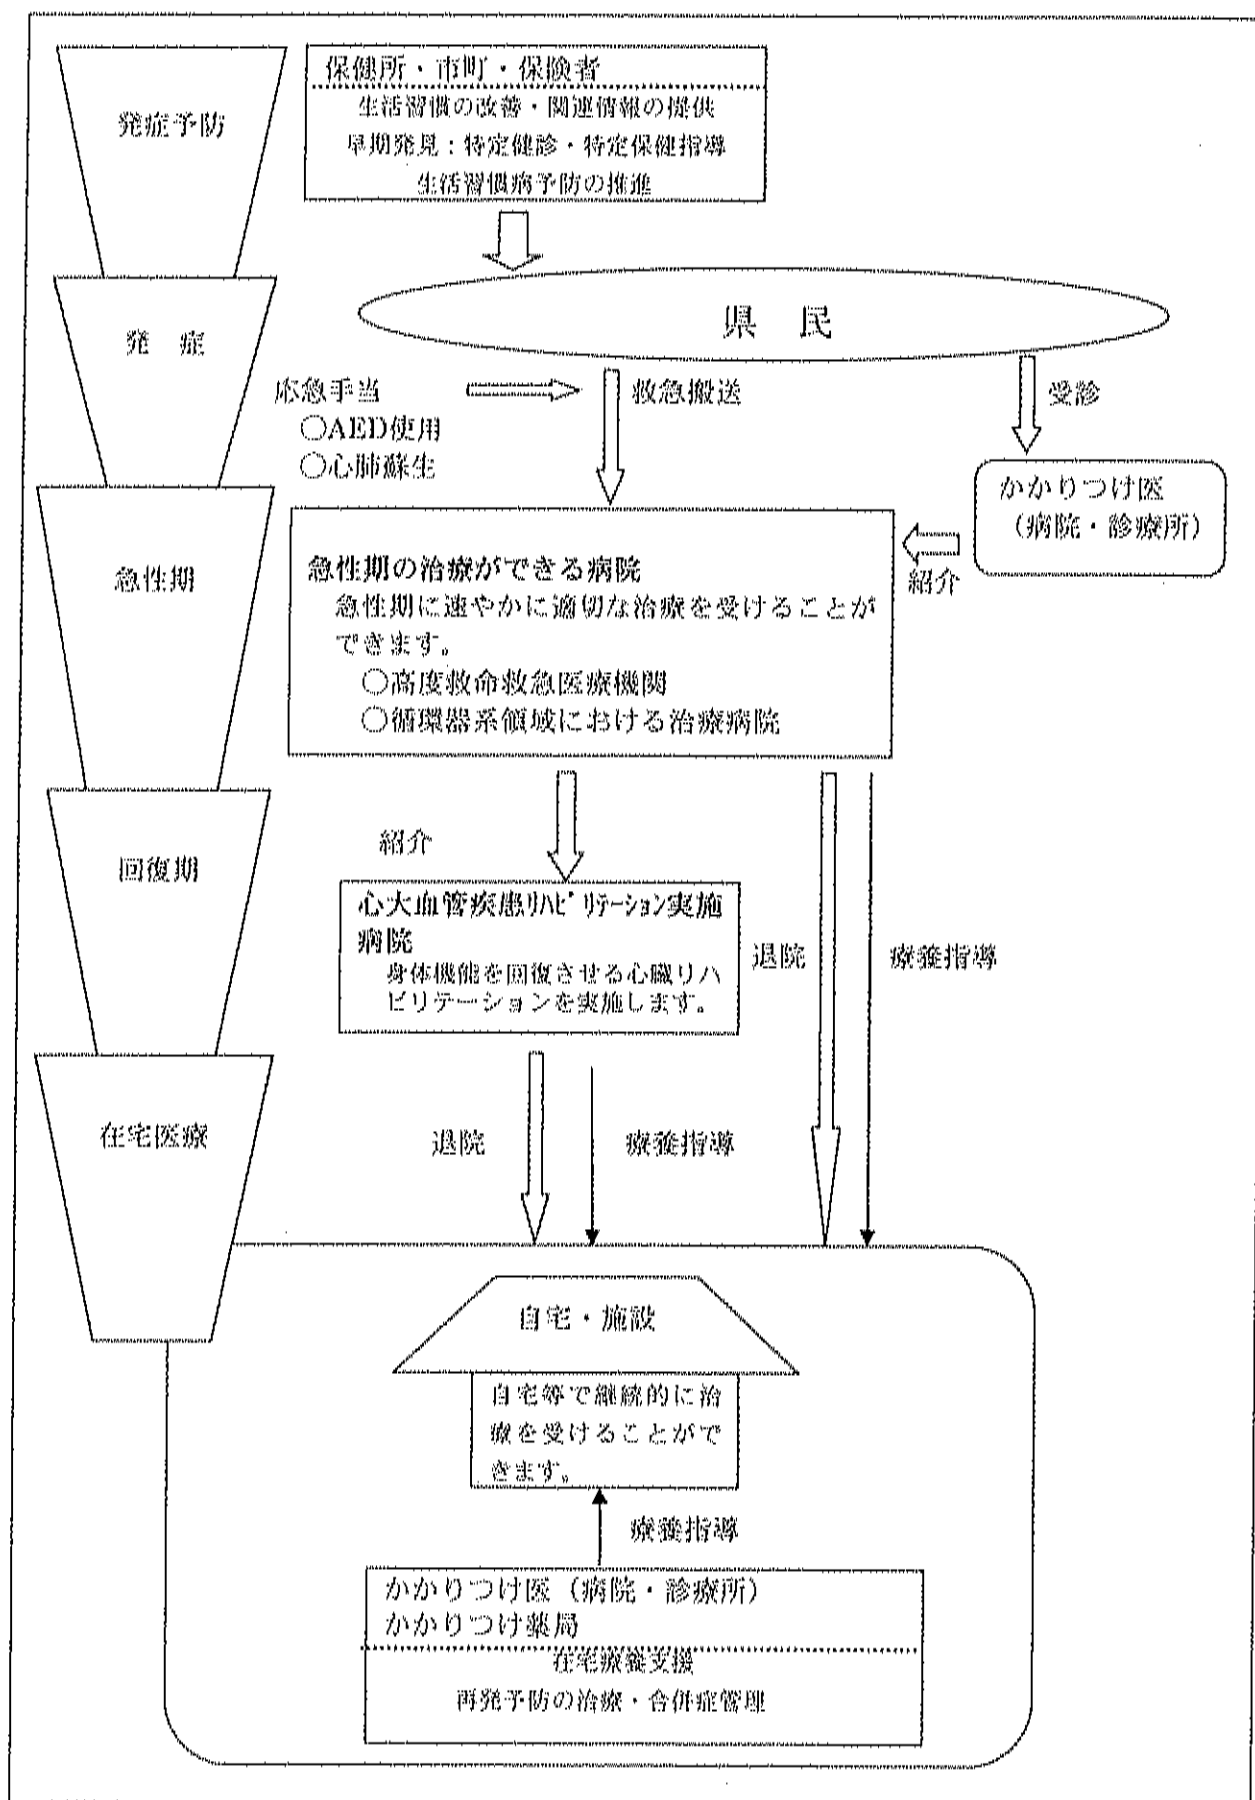 発症予防
保健所・市町・保険者
生活習慣の改善・関連情報の提供
早期発見：特定健診・特定保健指導
生活習慣病予防の推進
発　症
県　民
応急手当
○AED使用
○心肺蘇生
救急搬送
受診
かかりつけ医
（病院・診療所）
紹介
急性期
急性期の治療ができる病院
急性期に速やかに適切な治療を受けることが
できます。
○高度救命救急医療機関
○循環器系領域における治療病院
回復期
紹介
心大血管疾患ﾘﾊﾋﾞﾘﾃｰｼｮﾝ実施
病院
身体機能を回復させる心臓リハ
ビリテーションを実施します。
退院
療養指導
在宅医療
退院
療養指導
自宅・施設
自宅等で継続的に治
療を受けることがで
きます。
療養指導
かかりつけ医（病院・診療所）
かかりつけ薬局
在宅療養支援
再発予防の治療・合併症管理